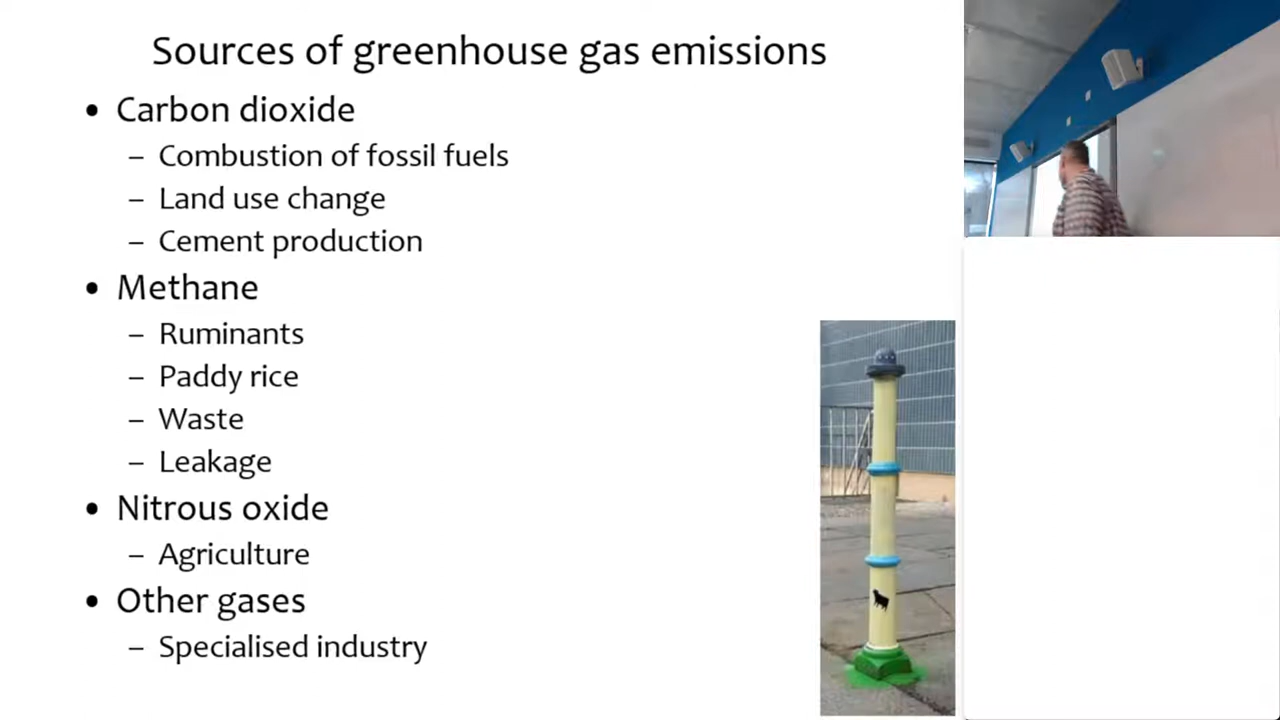 Sources of greenhouse gas emissions
• Carbon dioxide
– Combustion of fossil fuels
– Land use change
– Cement production
• Methane
– Ruminants
– Paddy rice
– Waste
– Leakage
• Nitrous oxide
– Agriculture
• Other gases
– Specialised industry